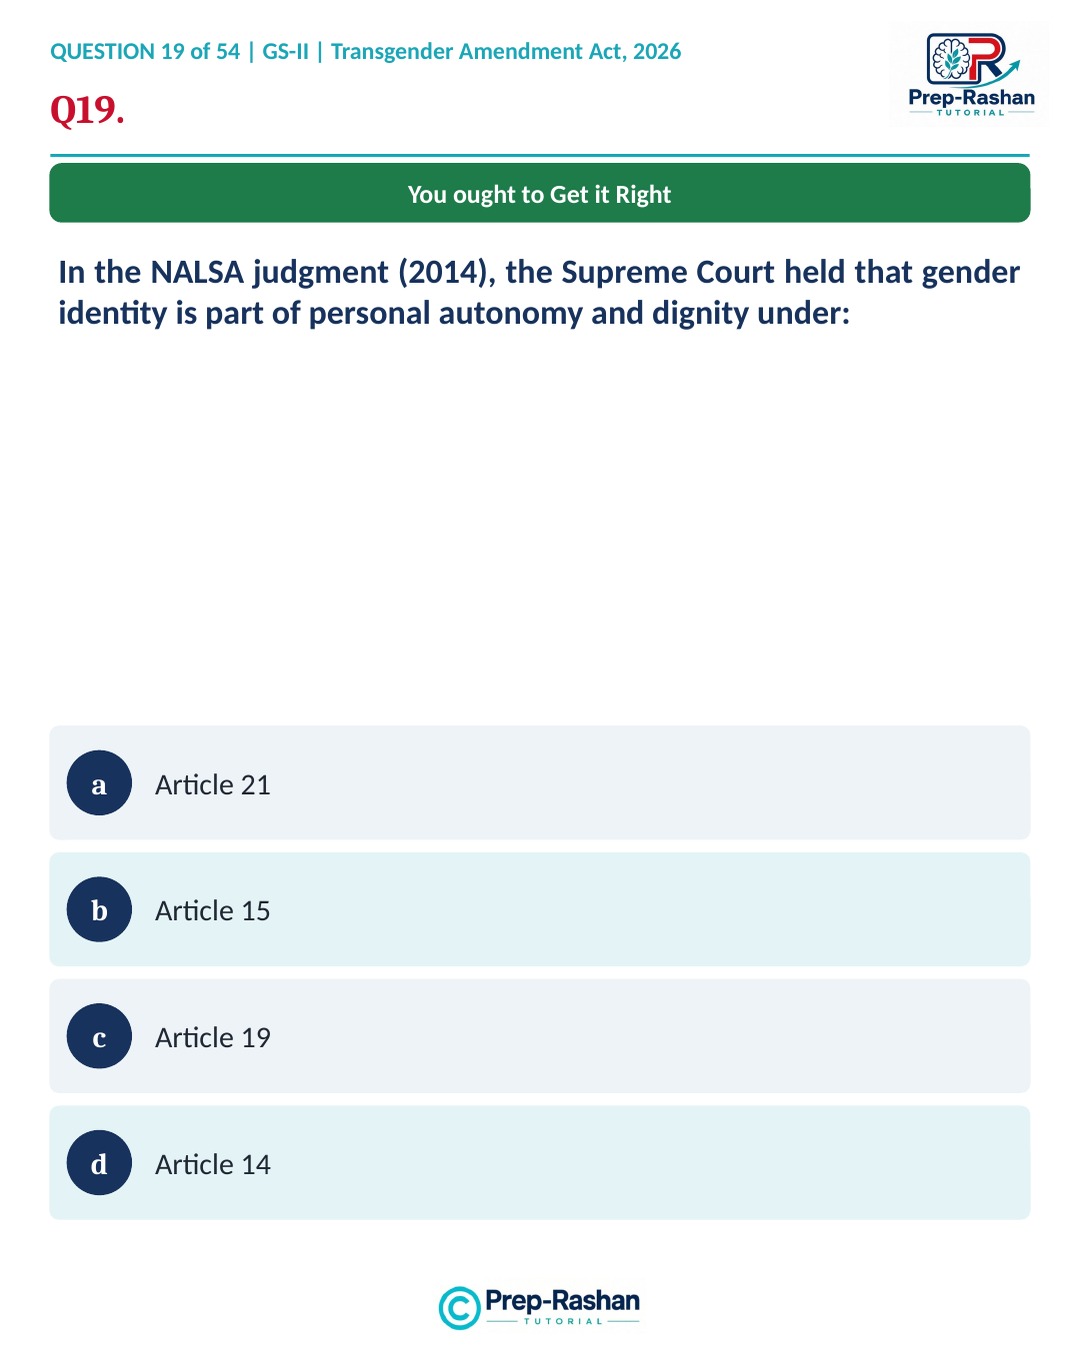 QUESTION 19 of 54 | GS-II | Transgender Amendment Act, 2026
Prep-Rashan
TUTORIAL
Q19.
You ought to Get it Right
In the NALSA judgment (2014), the Supreme Court held that gender
identity is part of personal autonomy and dignity under:
a Article 21
b Article 15
c Article 19
d Article 14
© Prep-Rashan
TUTORIAL